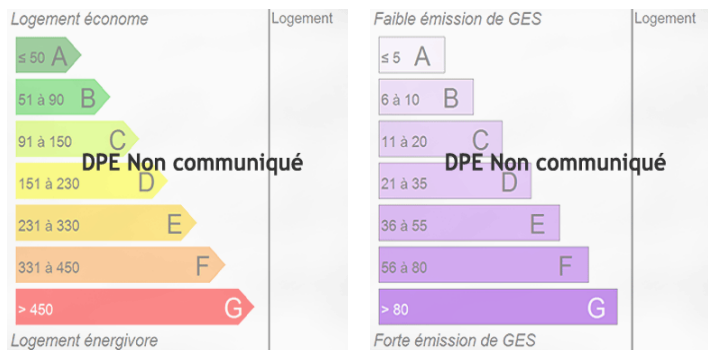 Logement économe
Logement
≤ 50 A
51 à 90 B
91 à 150 C
DPE Non communiqué
151 à 230 D
231 à 330 E
331 à 450 F
> 450 G
Logement énergivore
Faible émission de GES
Logement
≤ 5 A
6 à 10 B
11 à 20 C
DPE Non communiqué
21 à 35 D
36 à 55 E
56 à 80 F
> 80 G
Forte émission de GES